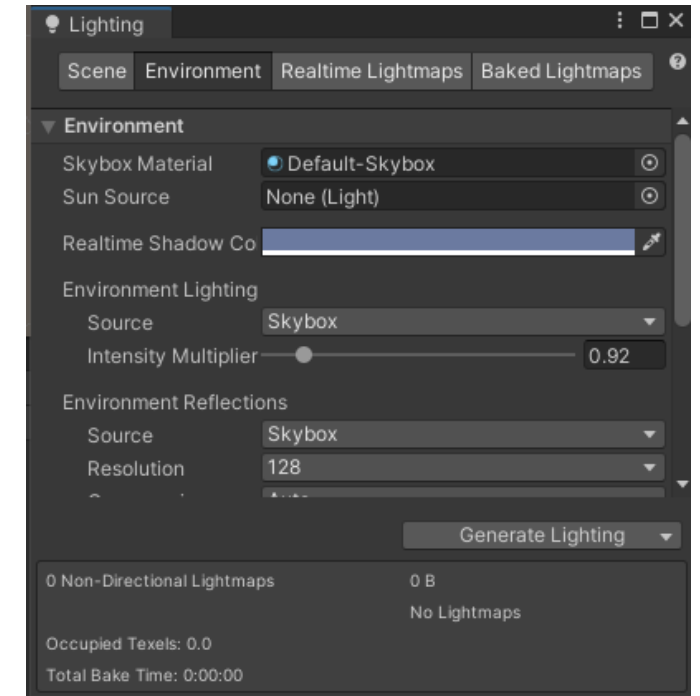 Lighting
Scene Environment Realtime Lightmaps Baked Lightmaps
Environment
Skybox Material Default-Skybox
Sun Source None (Light)
Realtime Shadow Co
Environment Lighting
Source Skybox
Intensity Multiplier 0.92
Environment Reflections
Source Skybox
Resolution 128
Generate Lighting
0 Non-Directional Lightmaps 0 B
No Lightmaps
Occupied Texels: 0.0
Total Bake Time: 0:00:00